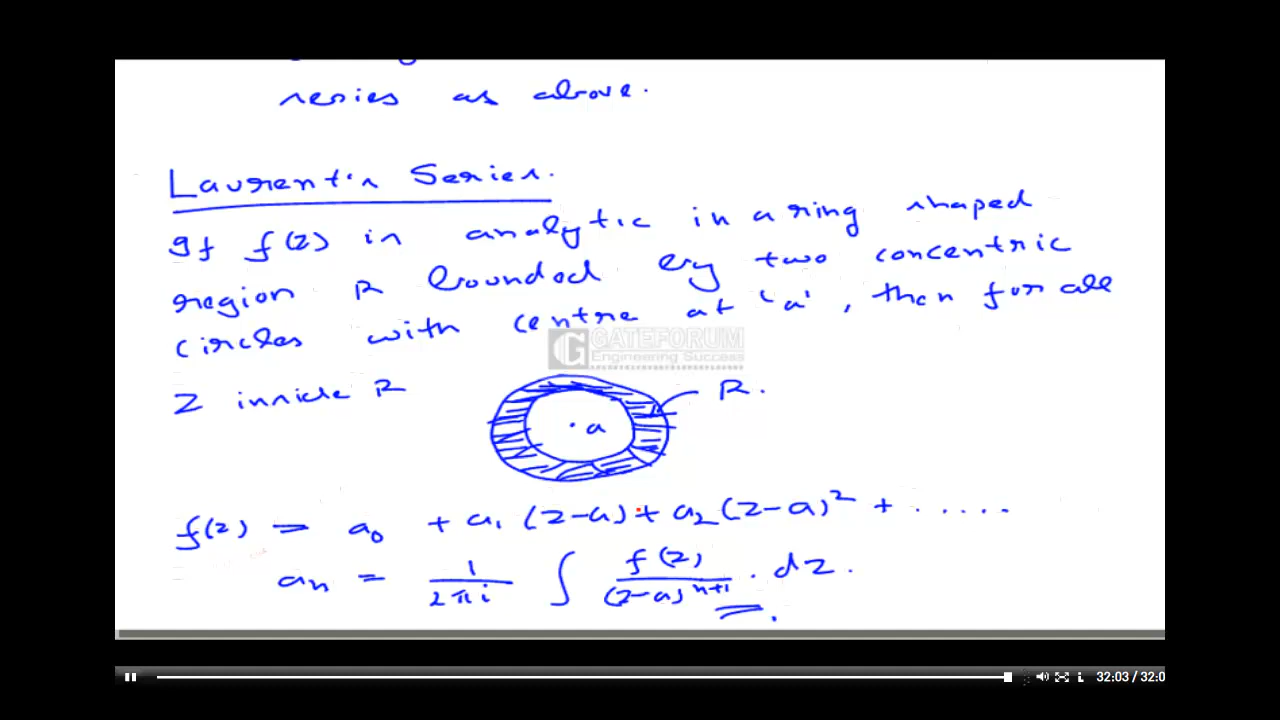 series as above.
Laurent's Series.
If f(z) is analytic in a ring shaped
region R bounded by two concentric
circles with centre at 'a', then for all
GATEFORUM
Engineering Success
z inside R
R.
a
f(z) = a₀ + a₁ (z-a) + a₂ (z-a)² + .....
aₙ = 1/2πi ∫ f(z)/(z-a)ⁿ⁺¹ . dz.
32:03 / 32:0